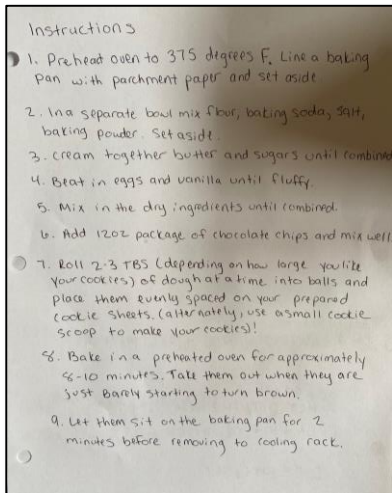 Instructions
1. Preheat oven to 375 degrees F. Line a baking
pan with parchment paper and set aside
2. In a separate bowl mix flour, baking soda, salt,
baking powder. Set aside.
3. Cream together butter and sugars until combined
4. Beat in eggs and vanilla until fluffy.
5. Mix in the dry ingredients until combined.
6. Add 12oz package of chocolate chips and mix well.
7. Roll 2-3 TBS (depending on how large you like
your cookies) of dough at a time into balls and
place them evenly spaced on your prepared
cookie sheets. (alternately, use a small cookie
scoop to make your cookies)!
8. Bake in a preheated oven for approximately
8-10 minutes. Take them out when they are
just Barely starting to turn brown.
9. Let them sit on the baking pan for 2
minutes before removing to cooling rack.